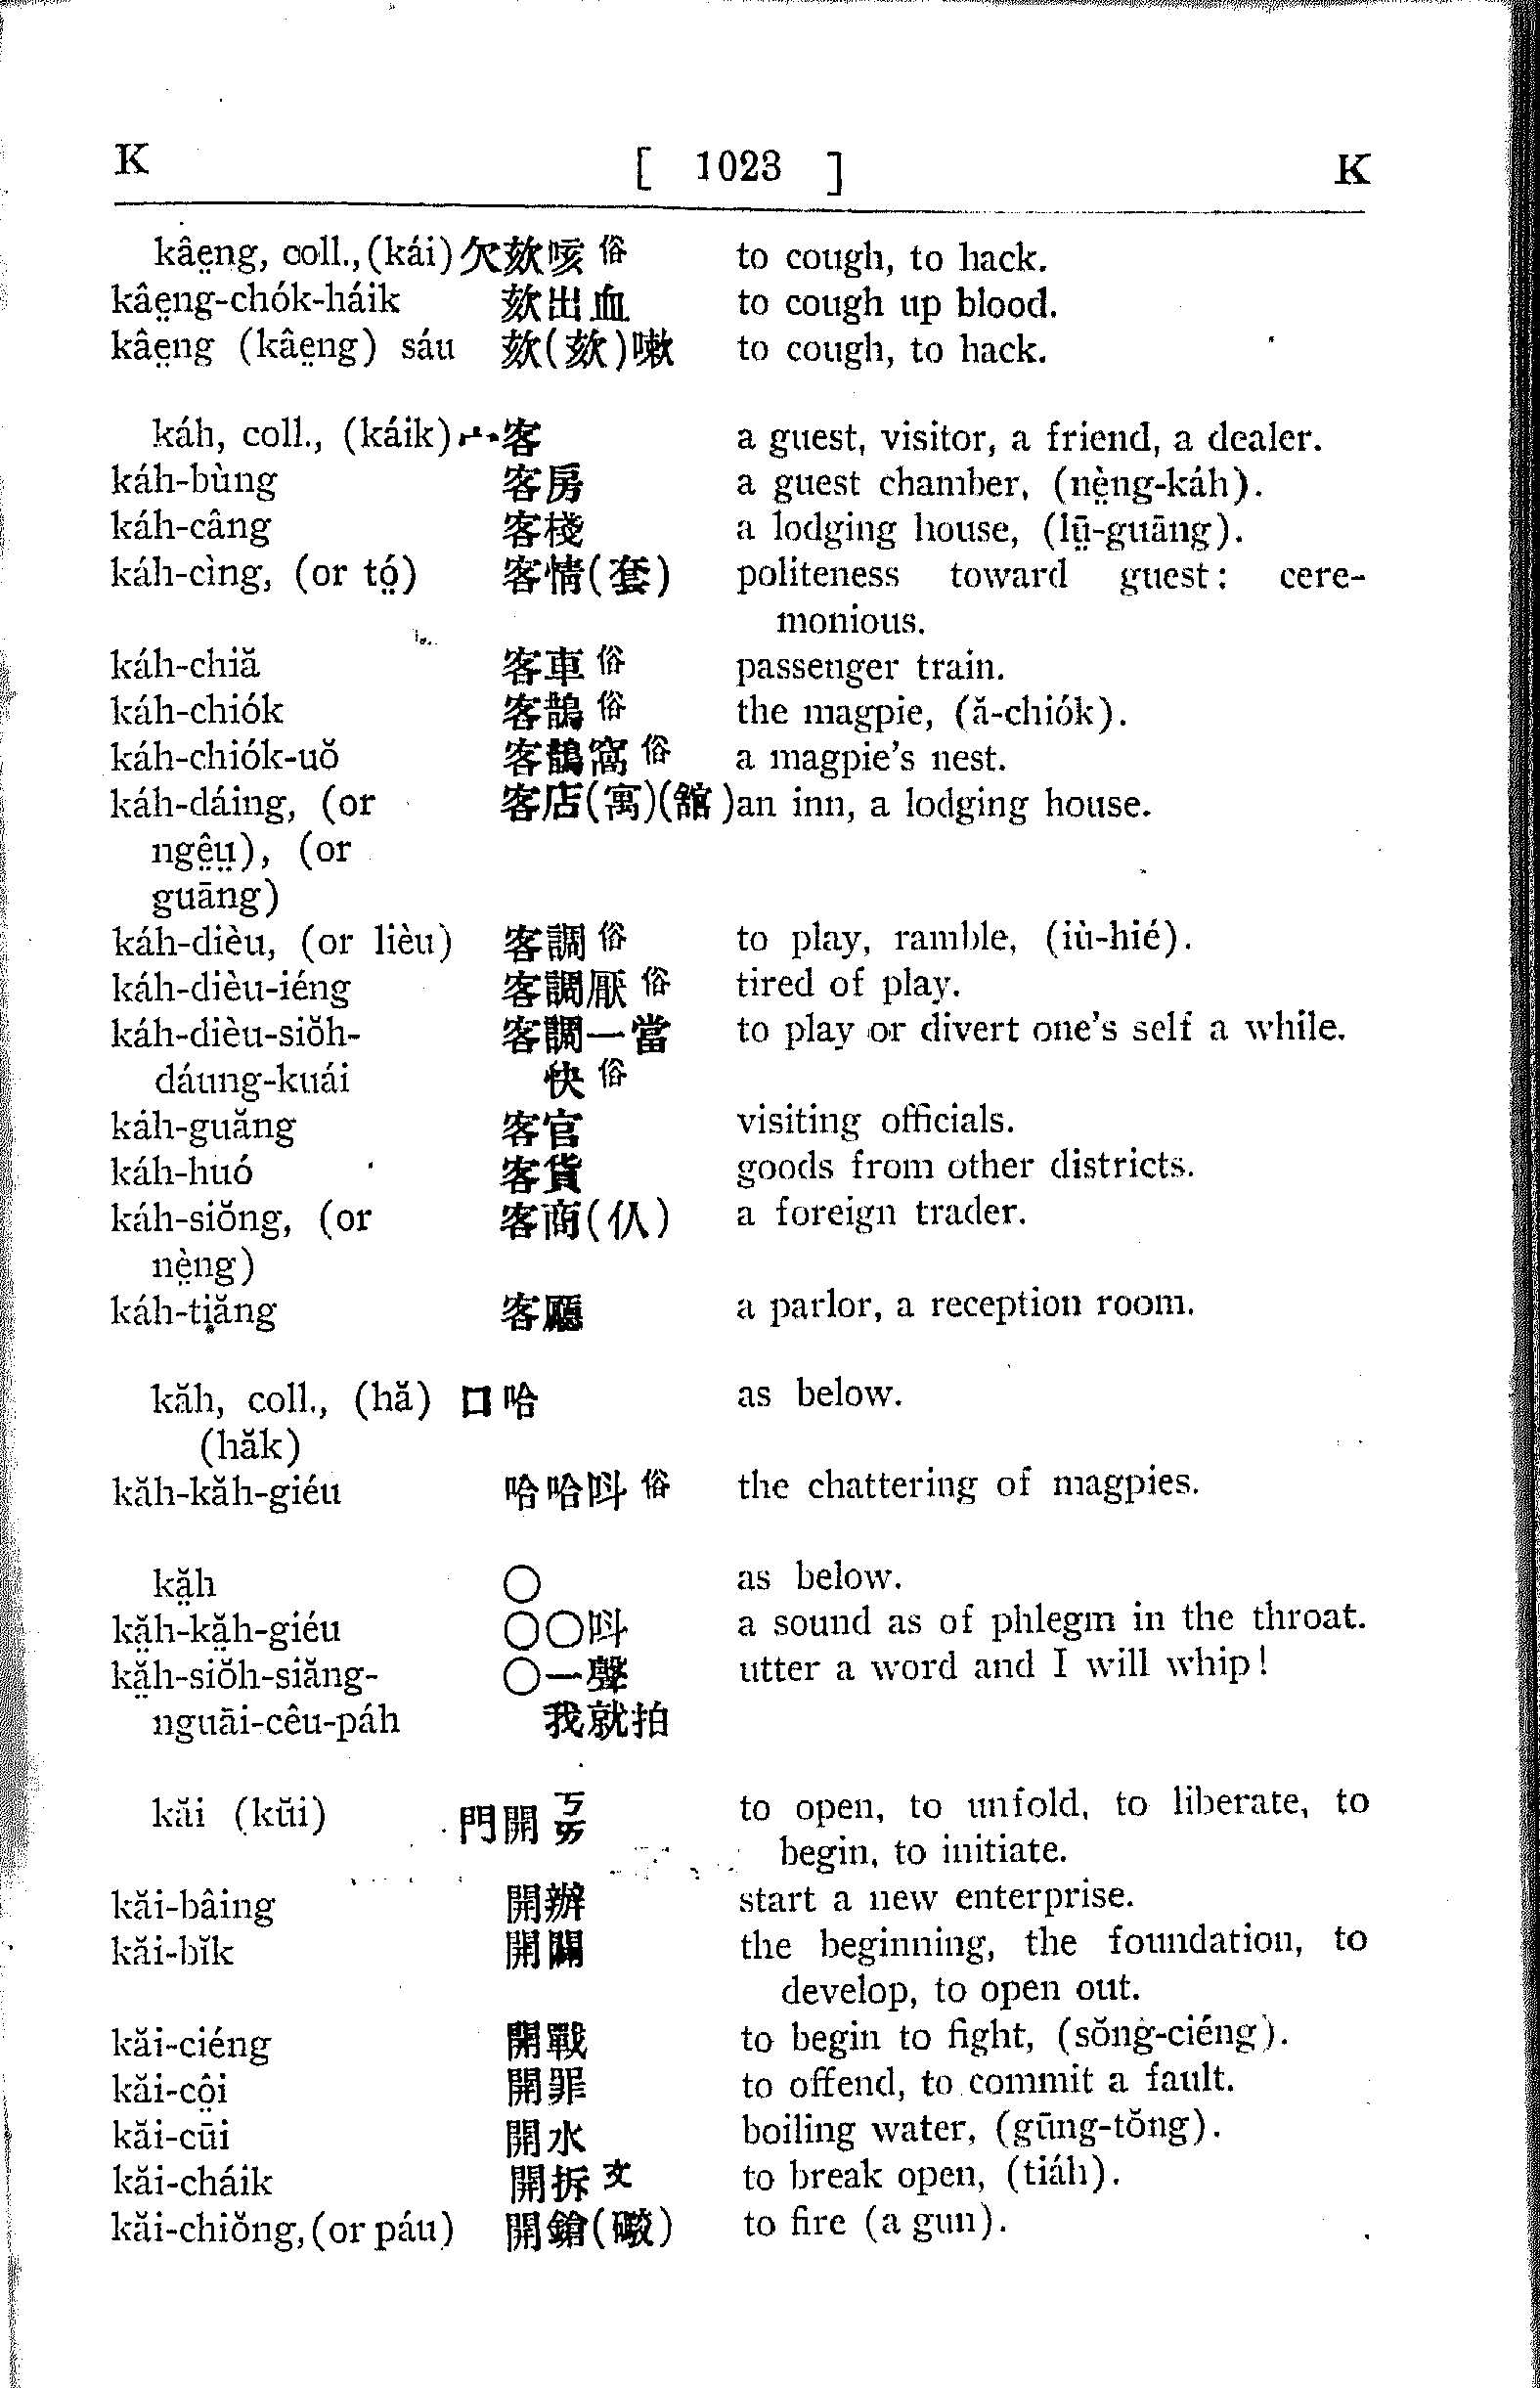 K [ 1023 ] K
kâe̤ng, coll., (kái) 欠欬咳 俗 to cough, to hack.
kâe̤ng-chók-háik 欬出血 to cough up blood.
kâe̤ng (kâe̤ng) sáu 欬(欬)嗽 to cough, to hack.
káh, coll., (káik) 宀客 a guest, visitor, a friend, a dealer.
káh-bùng 客房 a guest chamber, (nè̤ng-káh).
káh-câng 客棧 a lodging house, (lṳ̄-guāng).
káh-cìng, (or tó̤) 客情(套) politeness toward guest: cere-
monious.
káh-chiă 客車 俗 passenger train.
káh-chiók 客鵲 俗 the magpie, (ă-chiók).
káh-chiók-uŏ 客鵲窩 俗 a magpie's nest.
káh-dáing, (or 客店(寓)(舘) an inn, a lodging house.
ngê̤ṳ), (or
guāng)
káh-dièu, (or lièu) 客調 俗 to play, ramble, (iù-hié).
káh-dièu-iéng 客調厭 俗 tired of play.
káh-dièu-siŏh- 客調一當 to play or divert one's self a while.
dáung-kuái 快 俗
káh-guăng 客官 visiting officials.
káh-huó 客貨 goods from other districts.
káh-siŏng, (or 客商(仈) a foreign trader.
nè̤ng)
káh-tiăng 客廳 a parlor, a reception room.
kăh, coll., (hă) 口哈 as below.
(hăk)
kăh-kăh-giéu 哈哈呌 俗 the chattering of magpies.
kă̤h ○ as below.
kă̤h-kă̤h-giéu ○○呌 a sound as of phlegm in the throat.
kă̤h-siŏh-siăng- ○一聲 utter a word and I will whip!
nguāi-cêu-páh 我就拍
kăi (kŭi) 門開 ㄎㄞ to open, to unfold, to liberate, to
begin, to initiate.
kăi-bâing 開辦 start a new enterprise.
kăi-bĭk 開闢 the beginning, the foundation, to
develop, to open out.
kăi-ciéng 開戰 to begin to fight, (sŏng-ciéng).
kăi-cô̤i 開罪 to offend, to commit a fault.
kăi-cūi 開水 boiling water, (gūng-tŏng).
kăi-cháik 開拆 文 to break open, (tiáh).
kăi-chiŏng, (or páu) 開鎗(礮) to fire (a gun).